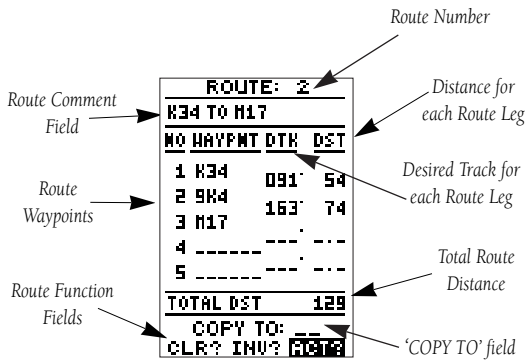 Route Number
ROUTE: 2
Route Comment Field
K34 TO M17
Distance for each Route Leg
NO WAYPNT DTK DST
1 K34
091° 54
2 9K4
163° 74
3 M17
4 ______ ---° --.-
5 ______ ---° --.-
Route Waypoints
Desired Track for each Route Leg
TOTAL DST 129
Total Route Distance
Route Function Fields
COPY TO: __
CLR? INV? ACT?
'COPY TO' field